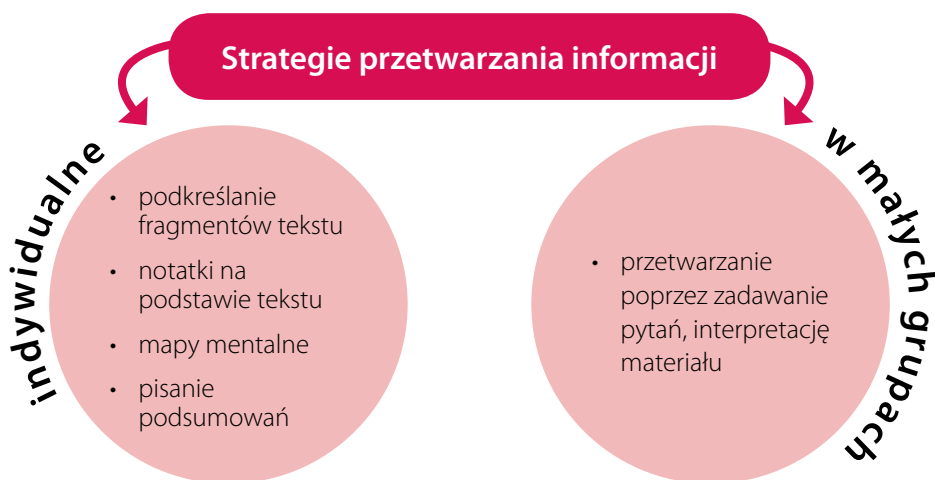 Strategie przetwarzania informacji
indywidualne
• podkreślanie
fragmentów tekstu
• notatki na
podstawie tekstu
• mapy mentalne
• pisanie
podsumowań
w małych grupach
• przetwarzanie
poprzez zadawanie
pytań, interpretację
materiału